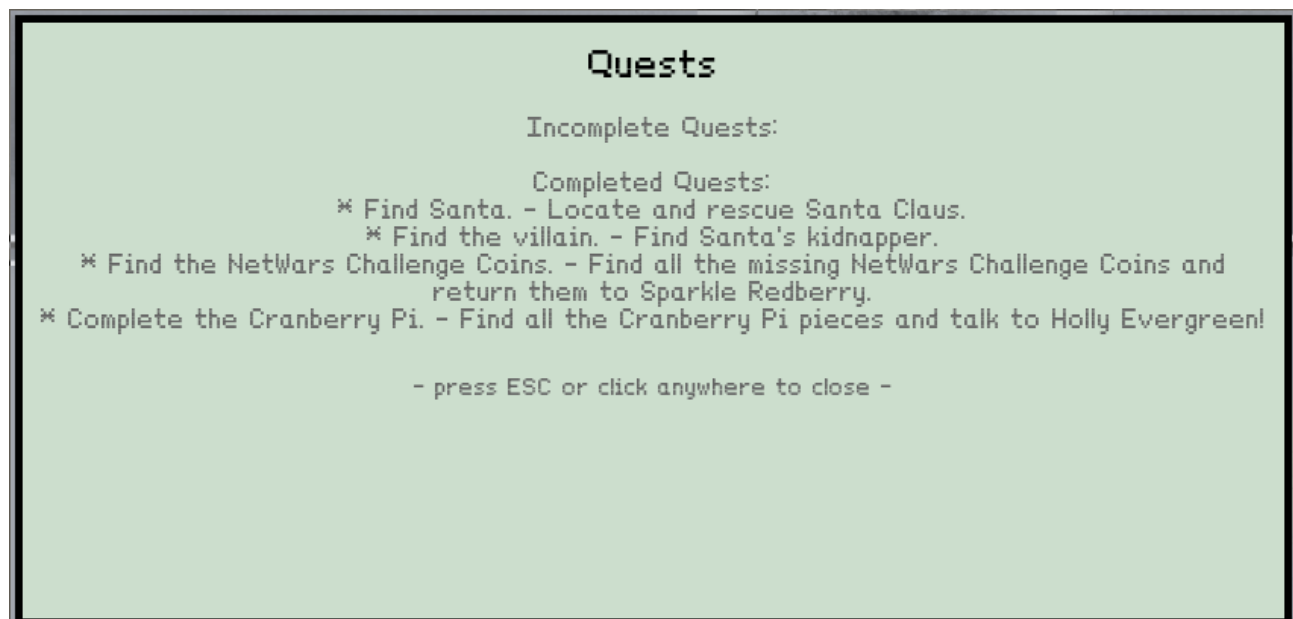 Quests
Incomplete Quests:
Completed Quests:
* Find Santa. - Locate and rescue Santa Claus.
* Find the villain. - Find Santa's kidnapper.
* Find the NetWars Challenge Coins. - Find all the missing NetWars Challenge Coins and
return them to Sparkle Redberry.
* Complete the Cranberry Pi. - Find all the Cranberry Pi pieces and talk to Holly Evergreen!
- press ESC or click anywhere to close -